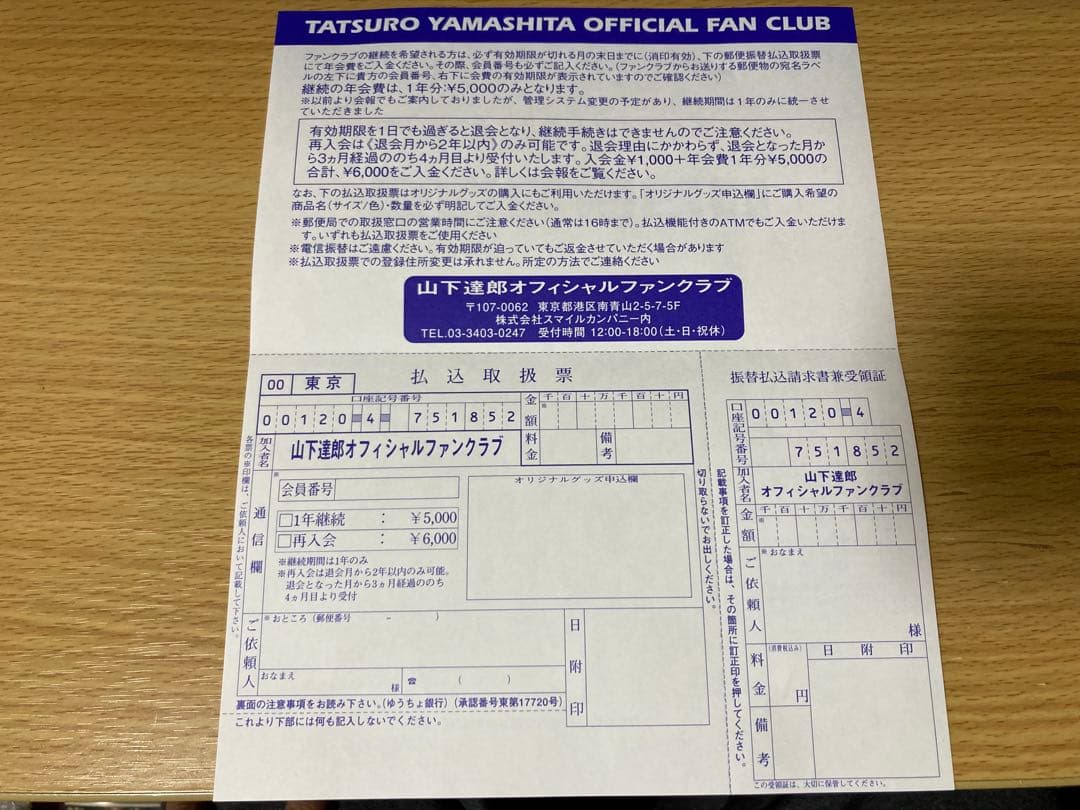 TATSURO YAMASHITA OFFICIAL FAN CLUB
ファンクラブの継続を希望される方は、必ず有効期限が切れる月の末日までに(消印有効)、下の郵便振替払込取扱票
にて年会費をご入金ください。その際、会員番号も必ずご記入ください。(ファンクラブからお送りする郵便物の宛名ラベ
ルの左下に貴方の会員番号、右下に会費の有効期限が表示されていますのでご確認ください)
継続の年会費は、1年分:¥5,000のみとなります。
※以前より会報でもご案内しておりましたが、管理システム変更の予定があり、継続期間は1年のみに統一させ
ていただきました
有効期限を1日でも過ぎると退会となり、継続手続きはできませんのでご注意ください。
再入会は《退会月から2年以内》のみ可能です。退会理由にかかわらず、退会となった月か
ら3ヵ月経過ののち4ヵ月目より受付いたします。入会金¥1,000+年会費1年分¥5,000の
合計、¥6,000をご入金ください。詳しくは会報をご覧ください。
なお、下の払込取扱票はオリジナルグッズの購入にもご利用いただけます。「オリジナルグッズ申込欄」にご購入希望の
商品名(サイズ/色)・数量を必ず明記してご入金ください。
※郵便局での取扱窓口の営業時間にご注意ください(通常は16時まで)。払込機能付きのATMでもご入金いただけま
す。いずれも払込取扱票をご使用ください
※電信振替はご遠慮ください。有効期限が迫っていてもご返金させていただく場合があります
※払込取扱票での登録住所変更は承れません。所定の方法でご連絡ください
山下達郎オフィシャルファンクラブ
〒107-0062 東京都港区南青山2-5-7-5F
株式会社スマイルカンパニー内
TEL.03-3403-0247 受付時間 12:00-18:00(土・日・祝休)
00 東京
払込取扱票
口座記号番号
00120 4 751852
金額
※
千百十万千百十円
加入者名
山下達郎オフィシャルファンクラブ
料金
備考
各票の※印欄は、ご依頼人において記載して下さい。
通信欄
※
会員番号
□1年継続 : ¥5,000
□再入会 : ¥6,000
※継続期間は1年のみ
※再入会は退会月から2年以内のみ可能。
退会となった月から3ヵ月経過ののち
4ヵ月目より受付
オリジナルグッズ申込欄
切り取らないでお出しください。
ご依頼人
※おところ(郵便番号 - )
おなまえ
様
☎ ( )
日附印
裏面の注意事項をお読み下さい。(ゆうちょ銀行)(承認番号東第17720号)
これより下部には何も記入しないでください。
記載事項を訂正した場合は、その箇所に訂正印を押してください。
振替払込請求書兼受領証
口座記号番号
00120 4
751852
加入者名
山下達郎
オフィシャルファンクラブ
金額
※
千百十万千百十円
ご依頼人
※おなまえ
様
料金
(消費税込み)
円
日附印
備考
この受領証は、大切に保管してください。